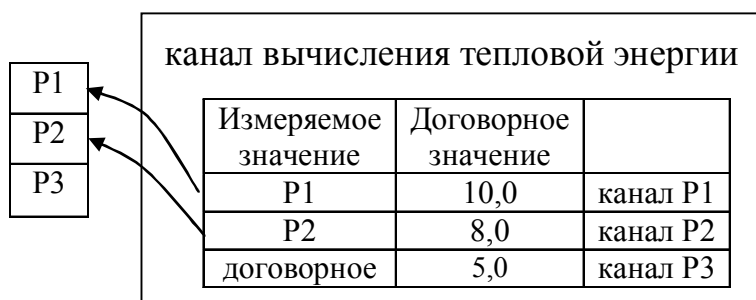 канал вычисления тепловой энергии
P1
P2
P3
Измеряемое значение | Договорное значение |
P1 | 10,0 | канал P1
P2 | 8,0 | канал P2
договорное | 5,0 | канал P3